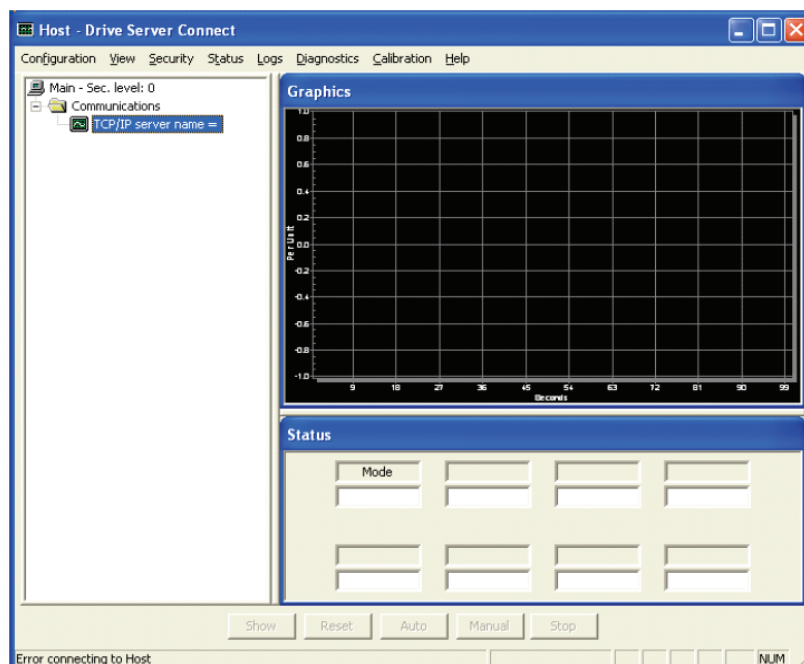 Host - Drive Server Connect
Configuration View Security Status Logs Diagnostics Calibration Help
Main - Sec. level: 0
Communications
TCP/IP server name =
Graphics
1.0
0.8
0.6
0.4
0.2
0.0
-0.2
-0.4
-0.6
-0.8
-1.0
Per Unit
9 18 27 36 45 54 63 72 81 90 99
Seconds
Status
Mode
Show Reset Auto Manual Stop
Error connecting to Host NUM